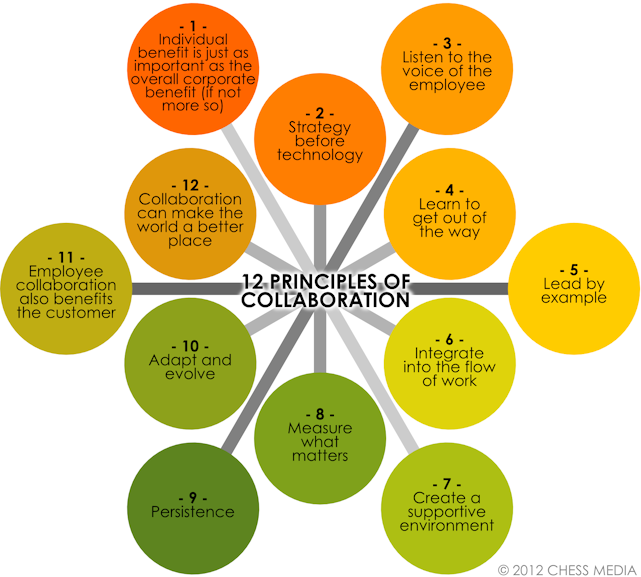 - 1 -
Individual
benefit is just as
important as the
overall corporate
benefit (if not
more so)
- 2 -
Strategy
before
technology
- 3 -
Listen to the
voice of the
employee
- 4 -
Learn to
get out of
the way
- 5 -
Lead by
example
- 6 -
Integrate
into the flow
of work
- 7 -
Create a
supportive
environment
- 8 -
Measure
what
matters
- 9 -
Persistence
- 10 -
Adapt and
evolve
- 11 -
Employee
collaboration
also benefits
the customer
- 12 -
Collaboration
can make the
world a better
place
12 PRINCIPLES OF
COLLABORATION
© 2012 CHESS MEDIA